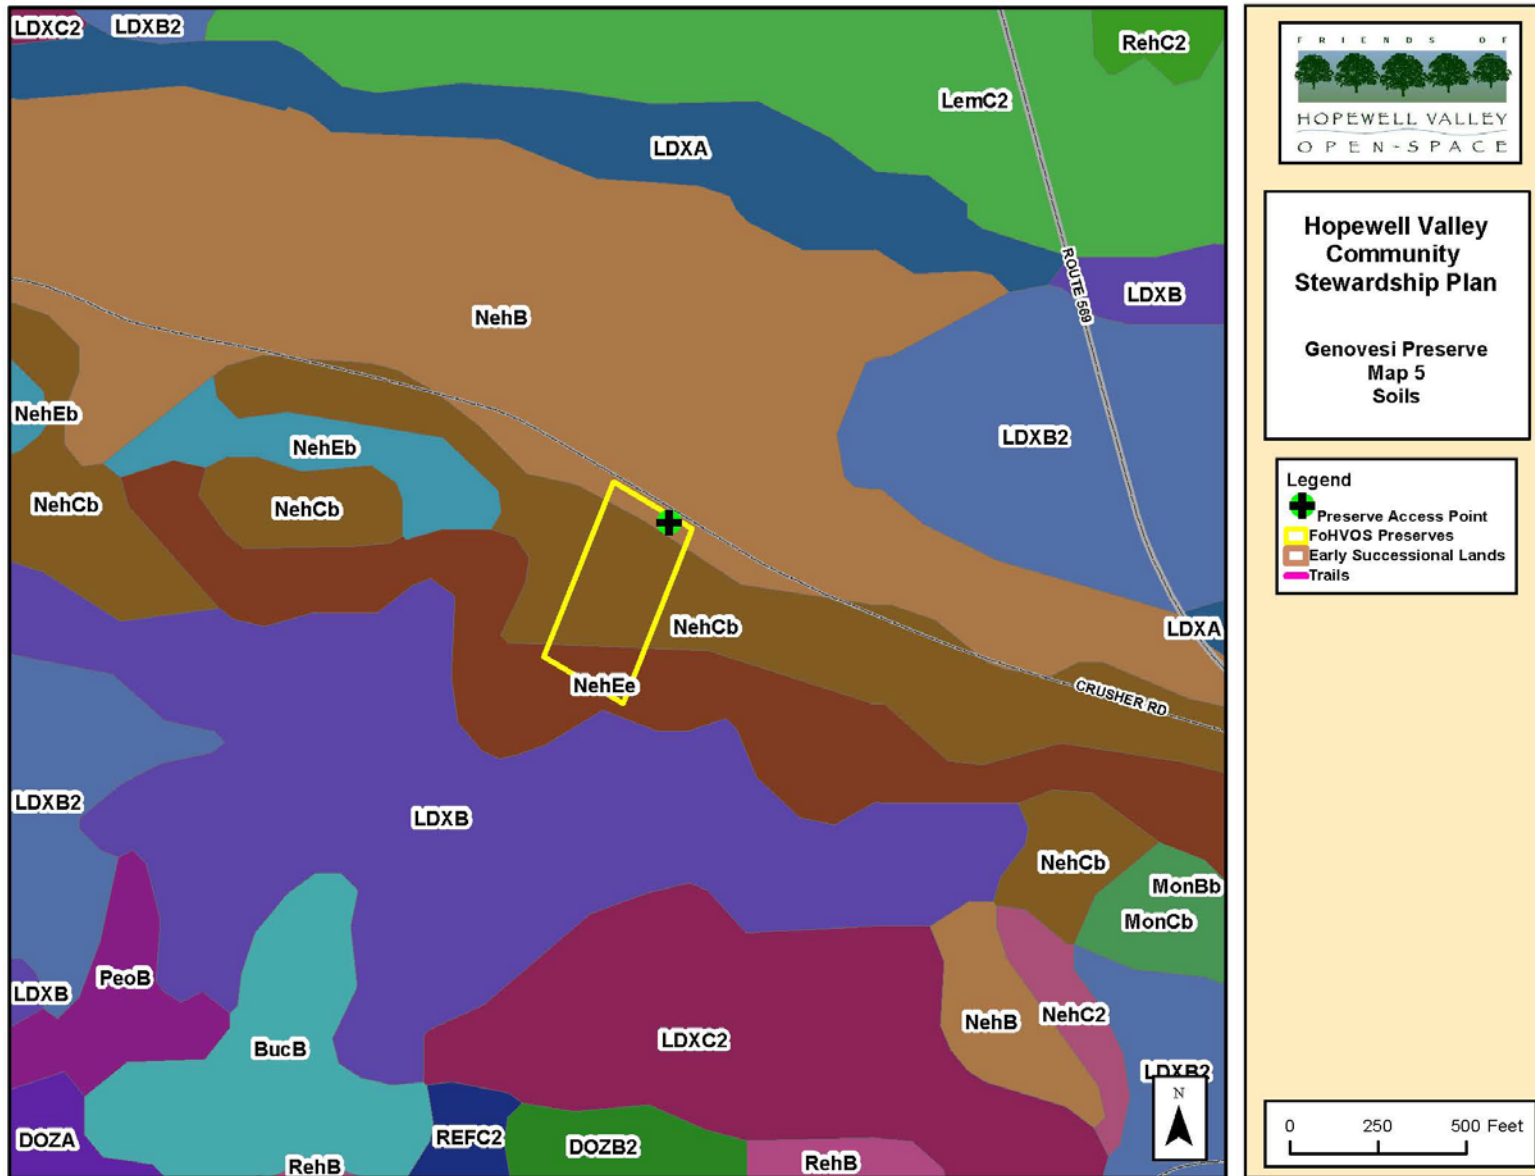 LDXC2
LDXB2
RehC2
LemC2
LDXA
ROUTE 569
LDXB
NehB
NehEb
NehEb
LDXB2
NehCb
NehCb
NehCb
LDXA
NehEe
CRUSHER RD
LDXB2
LDXB
NehCb
MonBb
MonCb
PeoB
LDXB
NehB
NehC2
BucB
LDXC2
LDXB2
DOZA
REFC2
DOZB2
RehB
RehB
N
FRIENDS OF
HOPEWELL VALLEY
OPEN-SPACE
Hopewell Valley
Community
Stewardship Plan
Genovesi Preserve
Map 5
Soils
Legend
Preserve Access Point
FoHVOS Preserves
Early Successional Lands
Trails
0 250 500 Feet